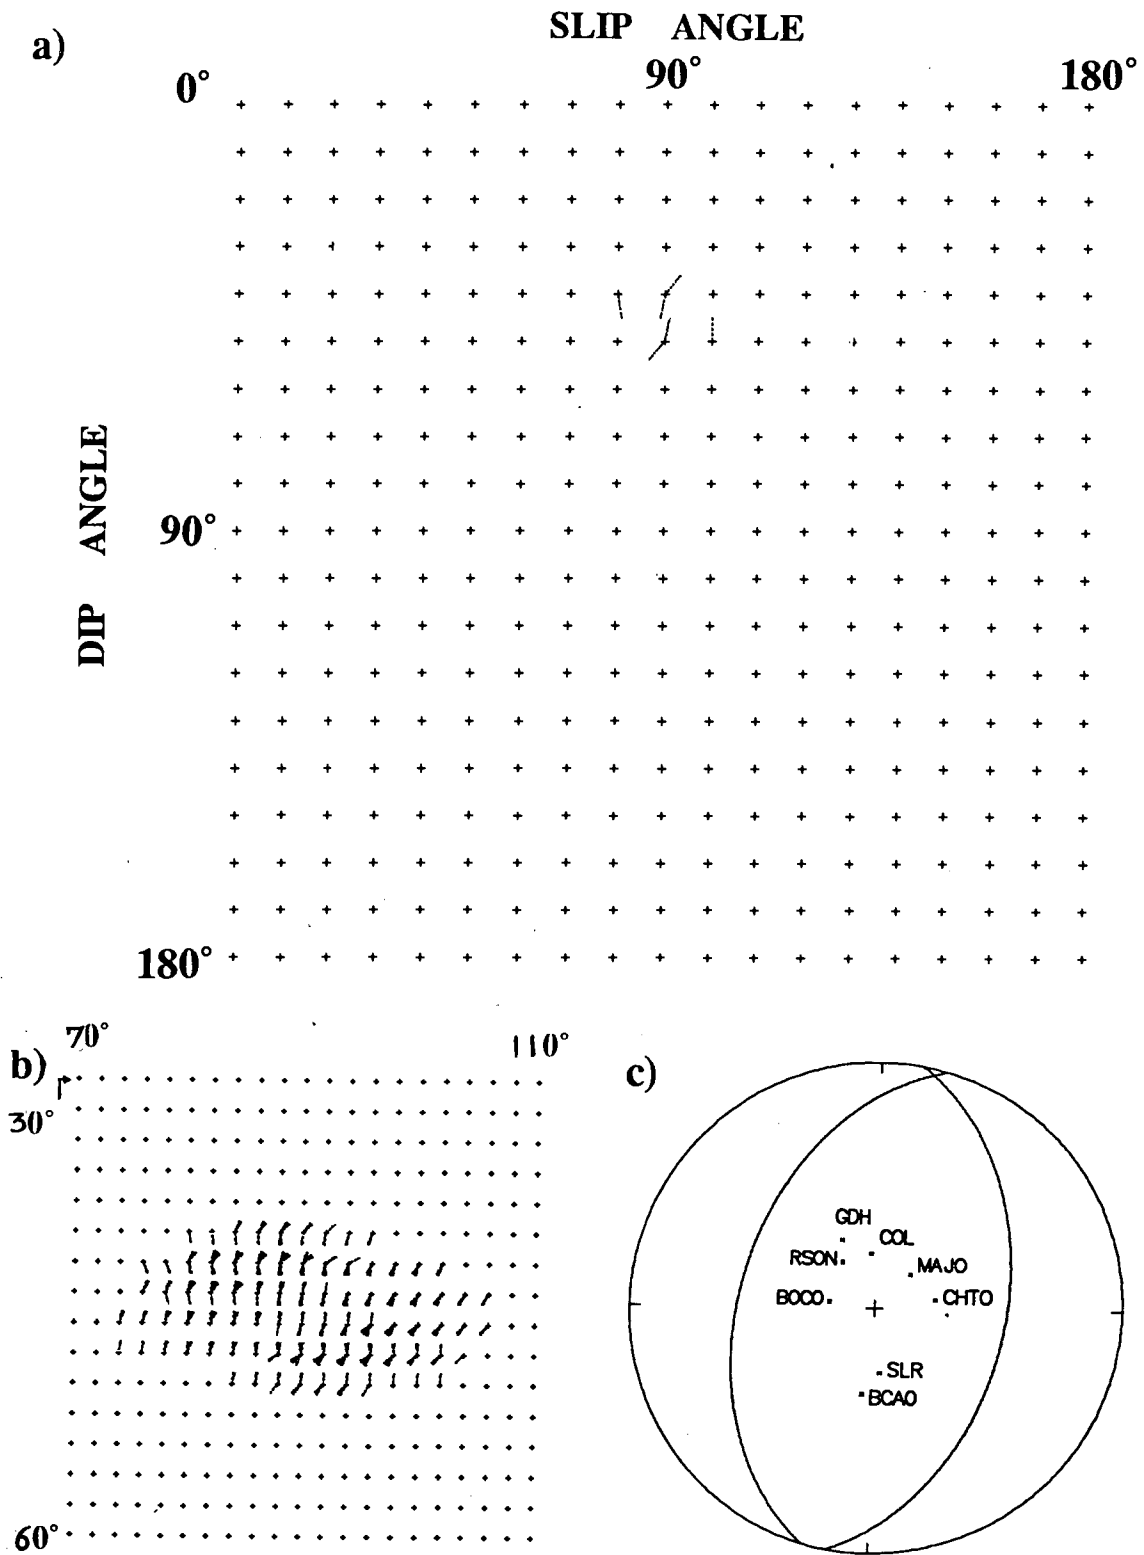 SLIP ANGLE
a)
0°
90°
180°
DIP ANGLE
90°
180°
b)
70°
110°
30°
60°
c)
GDH
COL
RSON
MAJO
BOCO
CHTO
SLR
BCAO